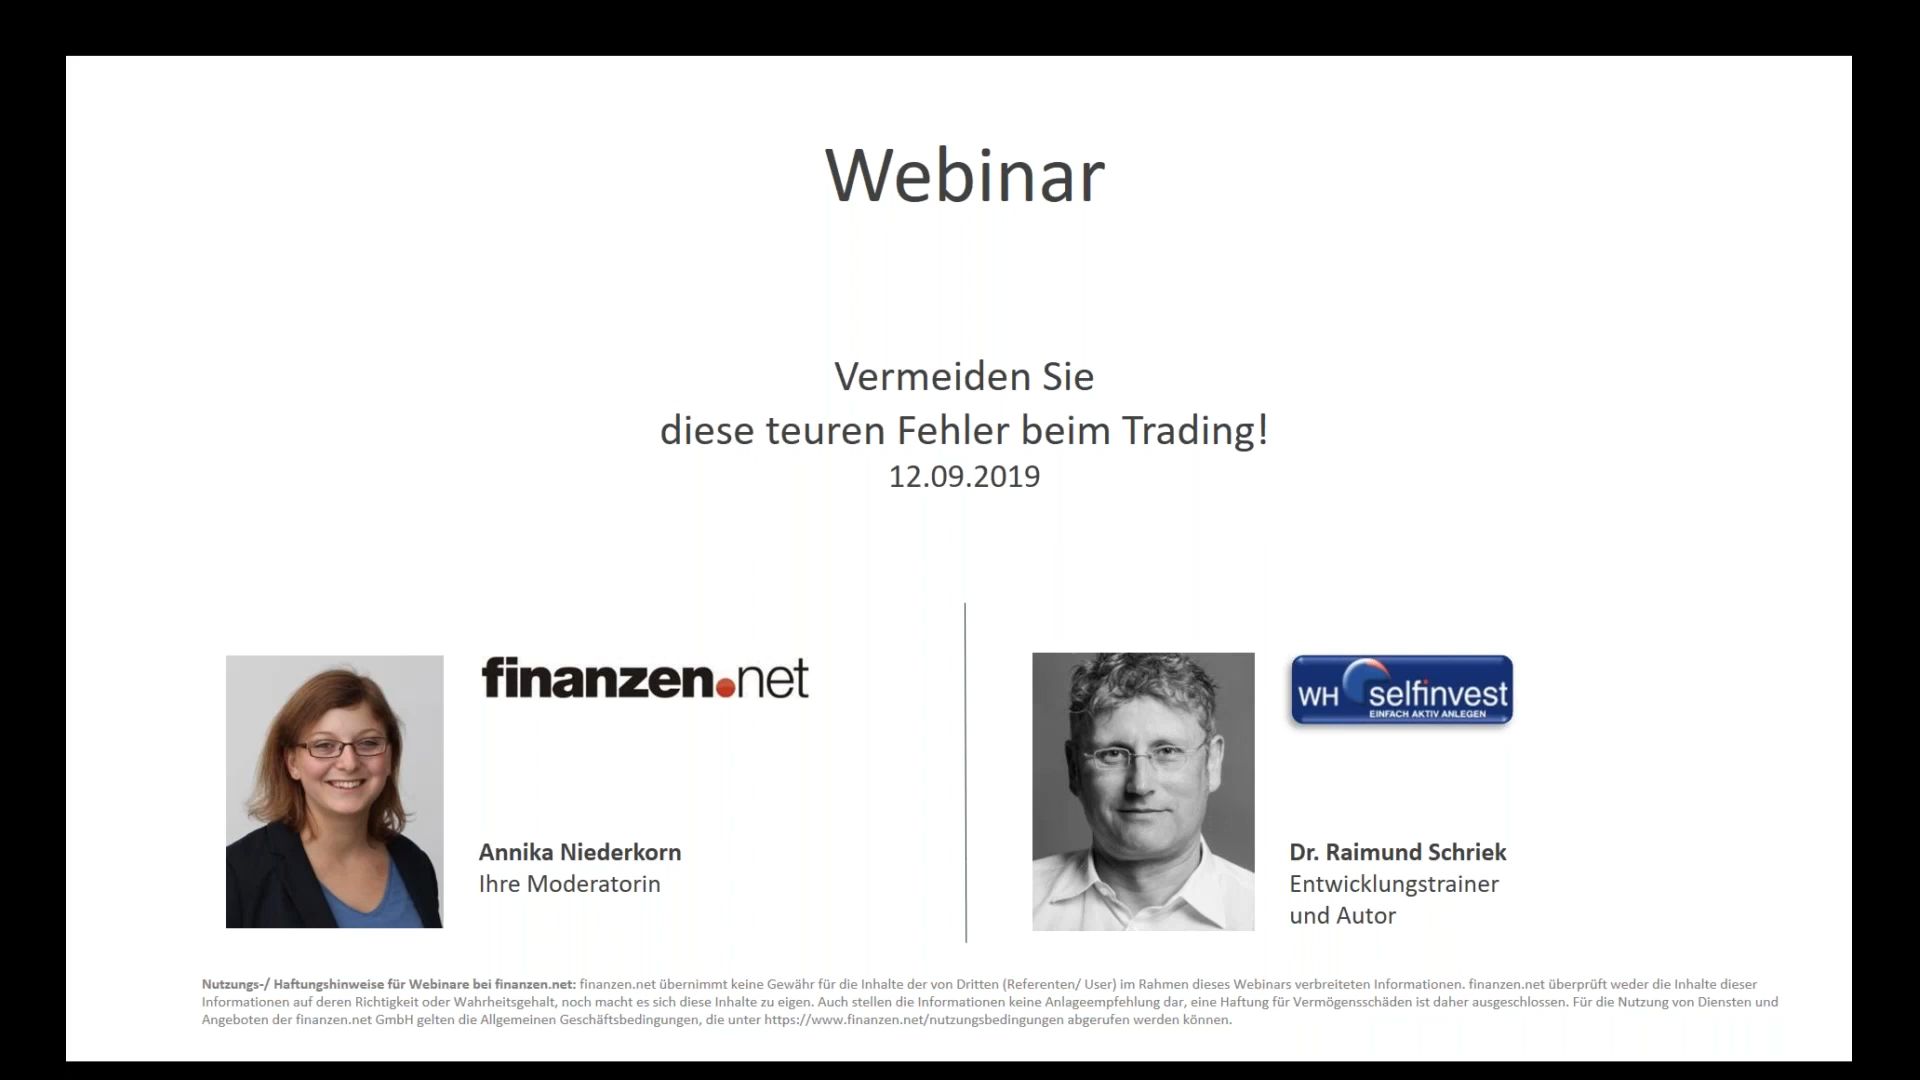 Webinar
Vermeiden Sie
diese teuren Fehler beim Trading!
12.09.2019
finanzen.net
Annika Niederkorn
Ihre Moderatorin
WH selfinvest
EINFACH AKTIV ANLEGEN
Dr. Raimund Schriek
Entwicklungstrainer
und Autor
Nutzungs-/ Haftungshinweise für Webinare bei finanzen.net: finanzen.net übernimmt keine Gewähr für die Inhalte der von Dritten (Referenten/ User) im Rahmen dieses Webinars verbreiteten Informationen. finanzen.net überprüft weder die Inhalte dieser
Informationen auf deren Richtigkeit oder Wahrheitsgehalt, noch macht es sich diese Inhalte zu eigen. Auch stellen die Informationen keine Anlageempfehlung dar, eine Haftung für Vermögensschäden ist daher ausgeschlossen. Für die Nutzung von Diensten und
Angeboten der finanzen.net GmbH gelten die Allgemeinen Geschäftsbedingungen, die unter https://www.finanzen.net/nutzungsbedingungen abgerufen werden können.